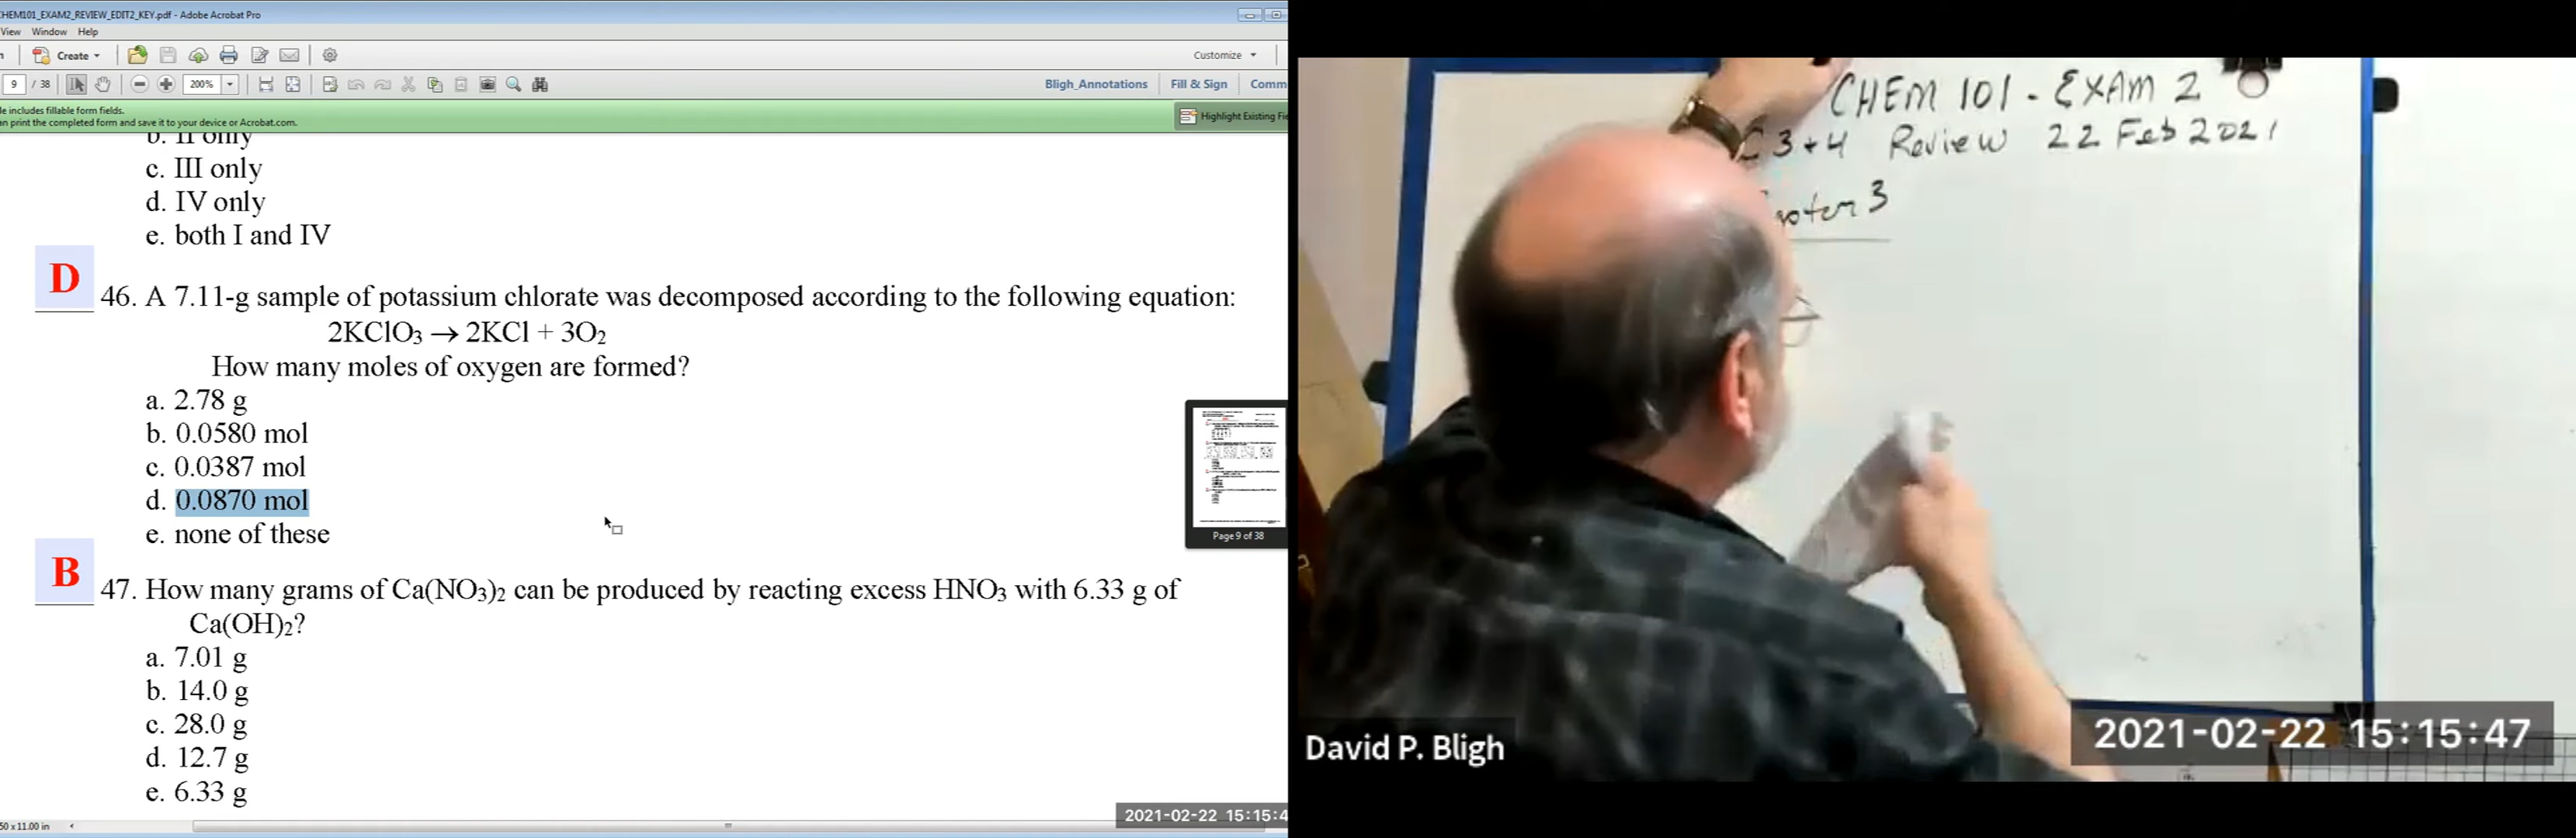 CHEM101_EXAM2_REVIEW_EDIT2_KEY.pdf - Adobe Acrobat Pro
View Window Help
Create Customize
9 / 38 200% Bligh_Annotations Fill & Sign Comm
le includes fillable form fields.
an print the completed form and save it to your device or Acrobat.com. Highlight Existing Fie
b. II only
c. III only
d. IV only
e. both I and IV
D
46. A 7.11-g sample of potassium chlorate was decomposed according to the following equation:
2KClO₃ → 2KCl + 3O₂
How many moles of oxygen are formed?
a. 2.78 g
b. 0.0580 mol
c. 0.0387 mol
d. 0.0870 mol
e. none of these
Page 9 of 38
B
47. How many grams of Ca(NO₃)₂ can be produced by reacting excess HNO₃ with 6.33 g of
Ca(OH)₂?
a. 7.01 g
b. 14.0 g
c. 28.0 g
d. 12.7 g
e. 6.33 g
2021-02-22 15:15:4
50 x 11.00 in
CHEM 101 - EXAM 2
C 3+4 Review 22 Feb 2021
pter 3
David P. Bligh
2021-02-22 15:15:47